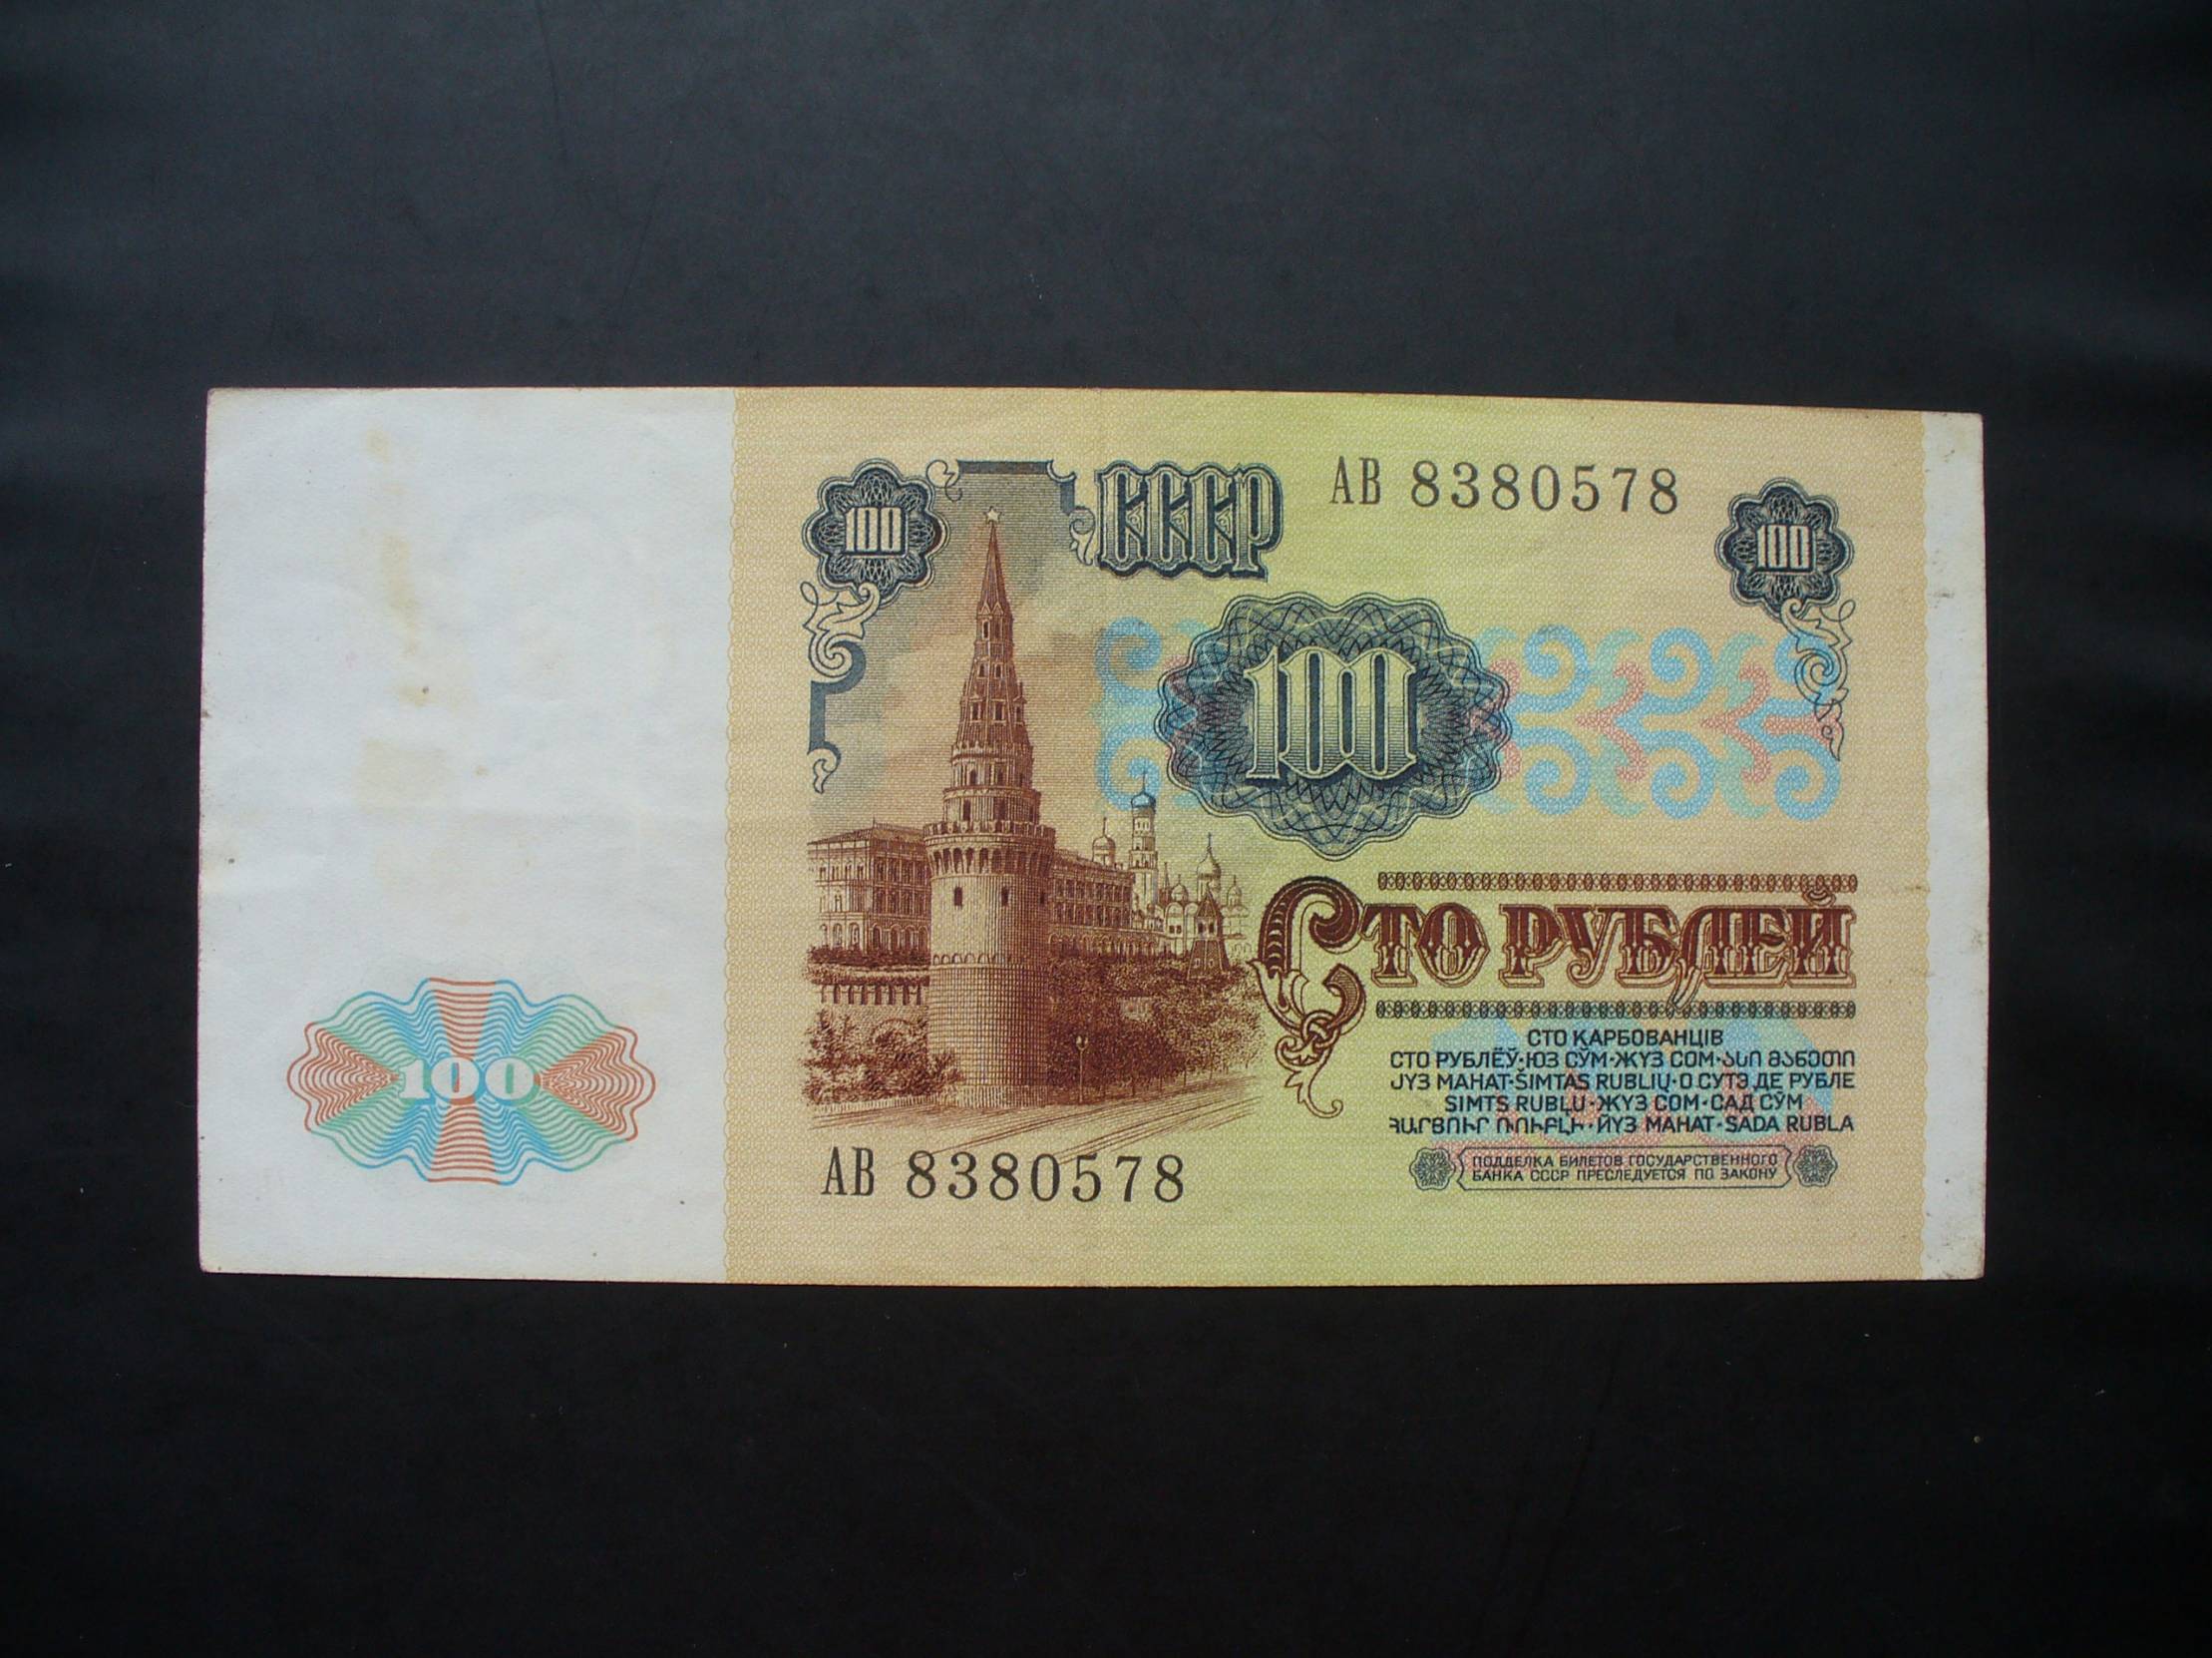 100
СССР
АВ 8380578
100
100
СТО РУБЛЕЙ
СТО КАРБОВАНЦІВ
СТО РУБЛЁЎ·ЮЗ СЎМ·ЖҮЗ СОМ·ᲐᲡᲘ ᲛᲐᲜᲔᲗᲘ
ЈҮЗ МАНАТ·ŠIMTAS RUBLIŲ·О СУТЭ ДЕ РУБЛЕ
SIMTS RUBĻU·ЖҮЗ СОМ·САД СӮМ
ՀԱՐՅՈՒՐ ՌՈՒԲԼԻ·ЙҮЗ МАНАТ·SADA RUBLA
ПОДДЕЛКА БИЛЕТОВ ГОСУДАРСТВЕННОГО
БАНКА СССР ПРЕСЛЕДУЕТСЯ ПО ЗАКОНУ
100
АВ 8380578